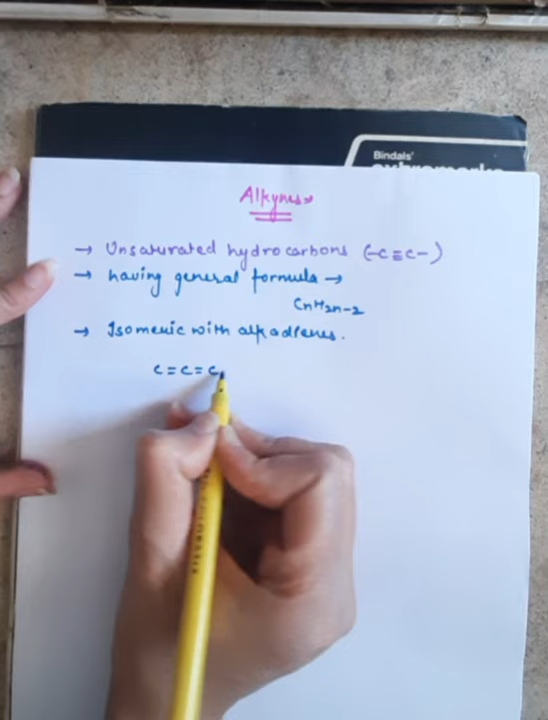 Bindals'
Alkynes
→ Unsaturated hydrocarbons (-C≡C-)
→ having general formula →
CnH2n-2
→ Isomeric with alkadienes.
C=C=C